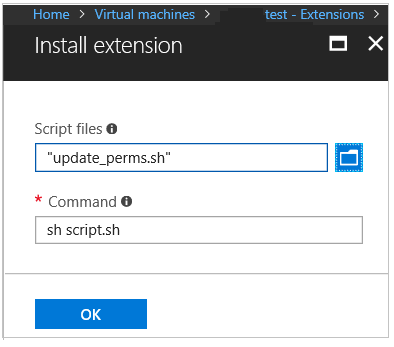 Home > Virtual machines > test - Extensions >
Install extension
Script files
"update_perms.sh"
* Command
sh script.sh
OK